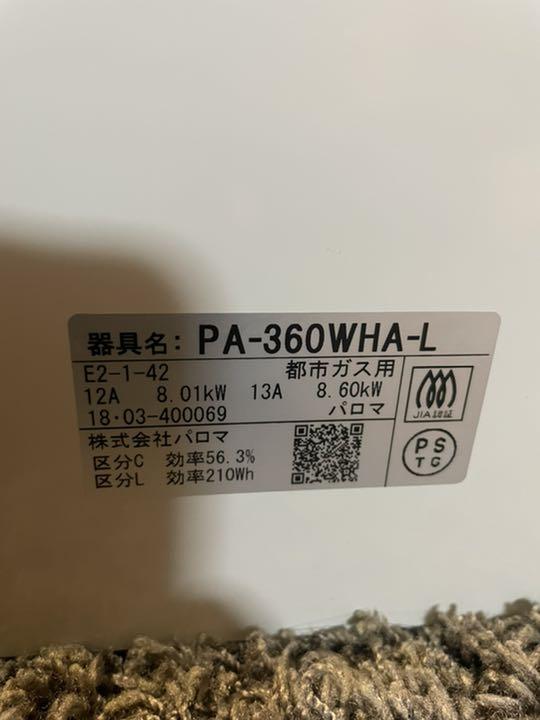 器具名: PA-360WHA-L
E2-1-42 都市ガス用
12A 8.01kW 13A 8.60kW
18・03-400069 パロマ
株式会社パロマ
区分C 効率56.3%
区分L 効率210Wh
JIA認証
PS
TG